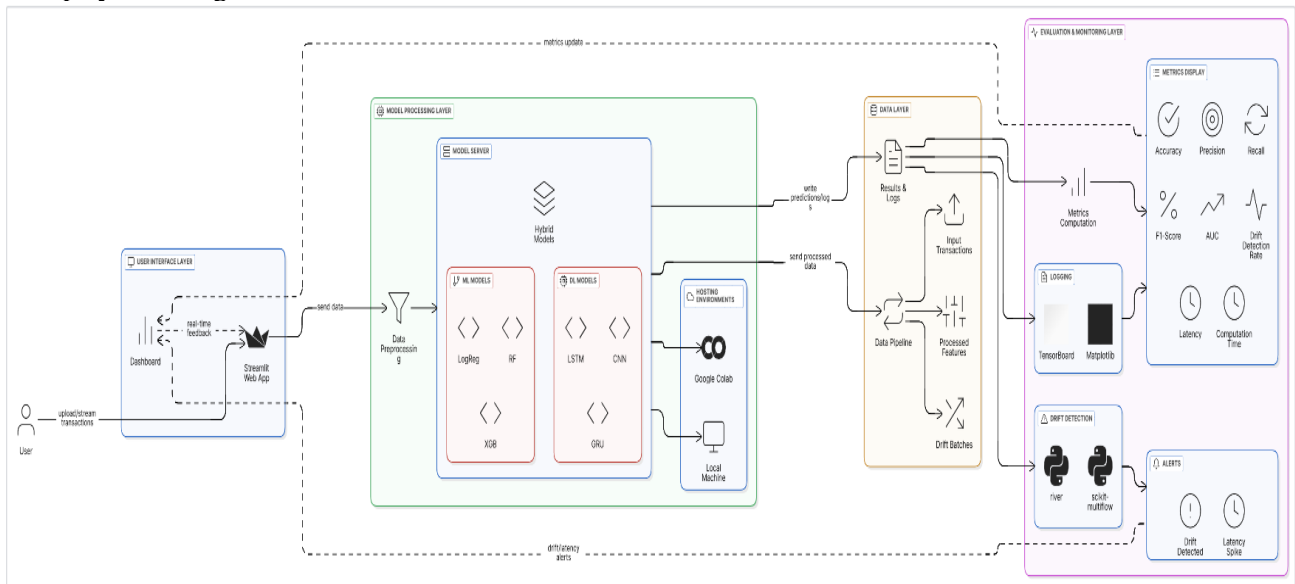 metrics update
EVALUATION & MONITORING LAYER
METRICS DISPLAY
Accuracy
Precision
Recall
F1-Score
AUC
Drift
Detection
Rate
Latency
Computation
Time
MODEL PROCESSING LAYER
MODEL SERVER
Hybrid
Models
ML MODELS
LogReg
RF
XGB
DL MODELS
LSTM
CNN
GRU
HOSTING
ENVIRONMENTS
Google Colab
Local
Machine
Data
Preprocessin
g
DATA LAYER
Results &
Logs
Input
Transactions
Data Pipeline
Processed
Features
Drift Batches
write
predictions/log
s
send processed
data
Metrics
Computation
LOGGING
TensorBoard
Matplotlib
DRIFT DETECTION
river
scikit-
multiflow
ALERTS
Drift
Detected
Latency
Spike
USER INTERFACE LAYER
real-time
feedback
Dashboard
Streamlit
Web App
send data
upload/stream
transactions
User
drift/latency
alerts